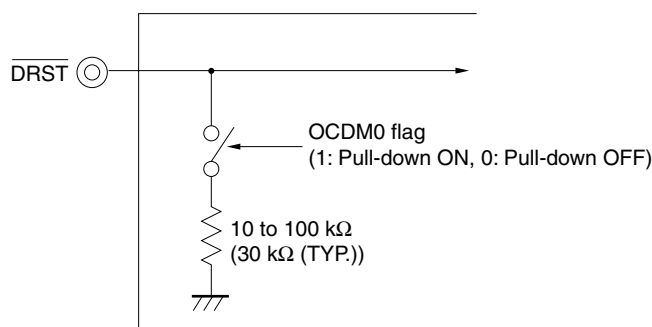 DRST
OCDM0 flag
(1: Pull-down ON, 0: Pull-down OFF)
10 to 100 kΩ
(30 kΩ (TYP.))